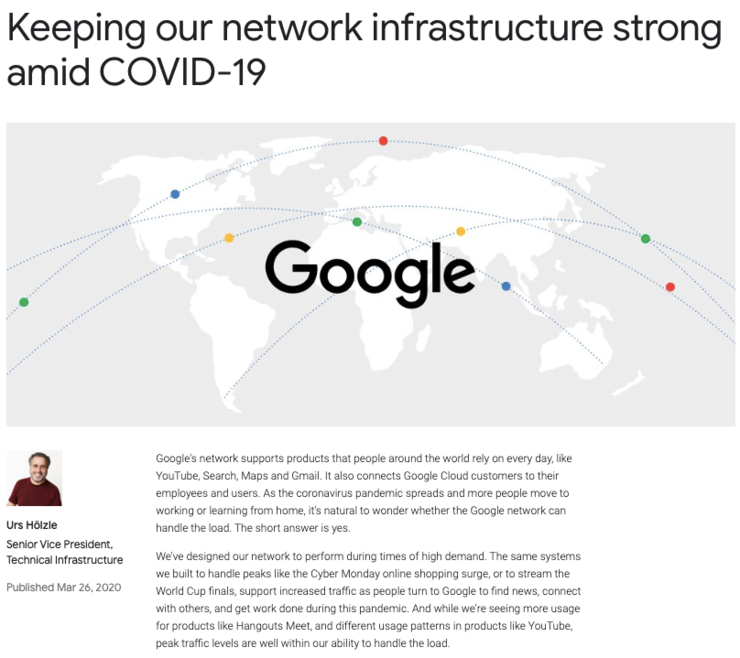 Keeping our network infrastructure strong
amid COVID-19
Google
Urs Hölzle
Senior Vice President,
Technical Infrastructure
Published Mar 26, 2020
Google's network supports products that people around the world rely on every day, like
YouTube, Search, Maps and Gmail. It also connects Google Cloud customers to their
employees and users. As the coronavirus pandemic spreads and more people move to
working or learning from home, it's natural to wonder whether the Google network can
handle the load. The short answer is yes.
We've designed our network to perform during times of high demand. The same systems
we built to handle peaks like the Cyber Monday online shopping surge, or to stream the
World Cup finals, support increased traffic as people turn to Google to find news, connect
with others, and get work done during this pandemic. And while we're seeing more usage
for products like Hangouts Meet, and different usage patterns in products like YouTube,
peak traffic levels are well within our ability to handle the load.